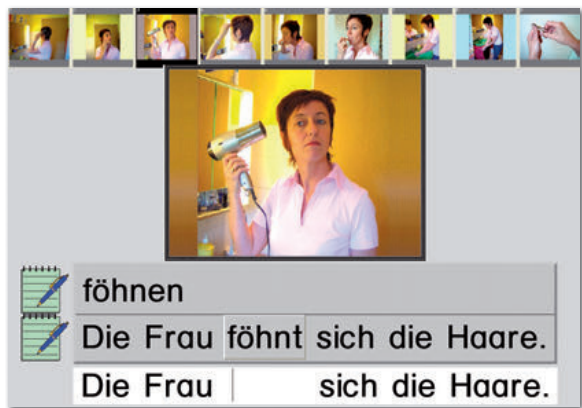 föhnen
Die Frau föhnt sich die Haare.
Die Frau sich die Haare.